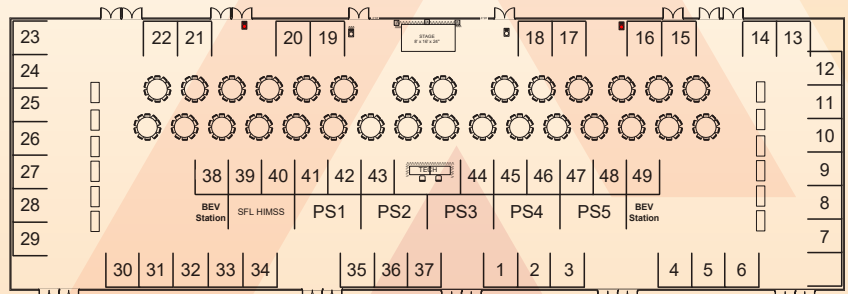 23 22 21 20 19 STAGE 18 17 16 15 14 13
8' x 16' x 24"
24 12
25 11
26 10
27 38 39 40 41 42 43 TECH 44 45 46 47 48 49 9
28 BEV Station SFL HIMSS PS1 PS2 PS3 PS4 PS5 BEV Station 8
29 7
30 31 32 33 34 35 36 37 1 2 3 4 5 6